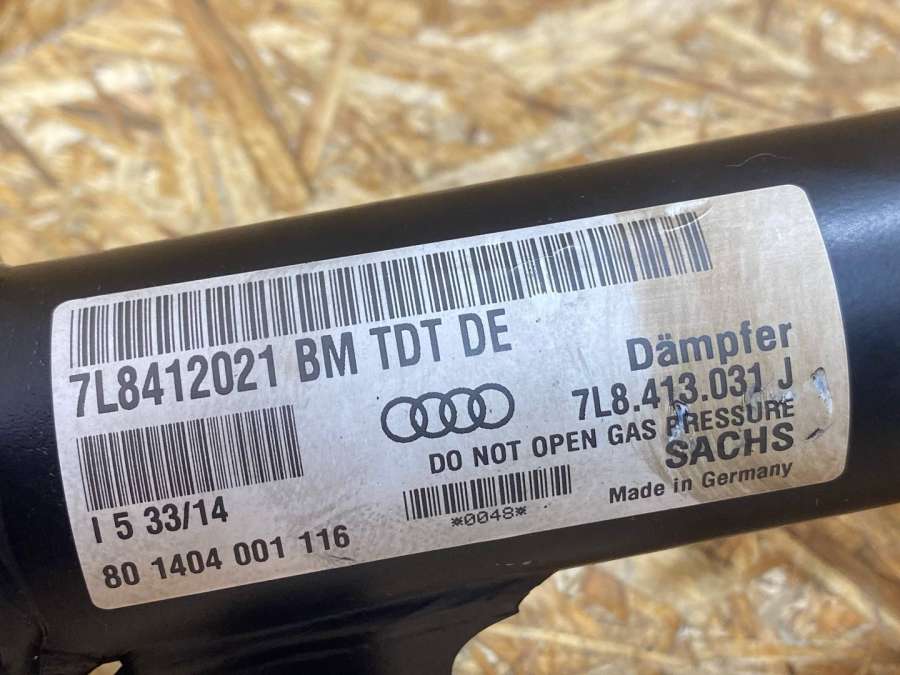 7L8412021 BM TDT DE
Dämpfer
7L8.413.031 J
DO NOT OPEN GAS PRESSURE
SACHS
Made in Germany
I 5 33/14
80 1404 001 116
*0048*